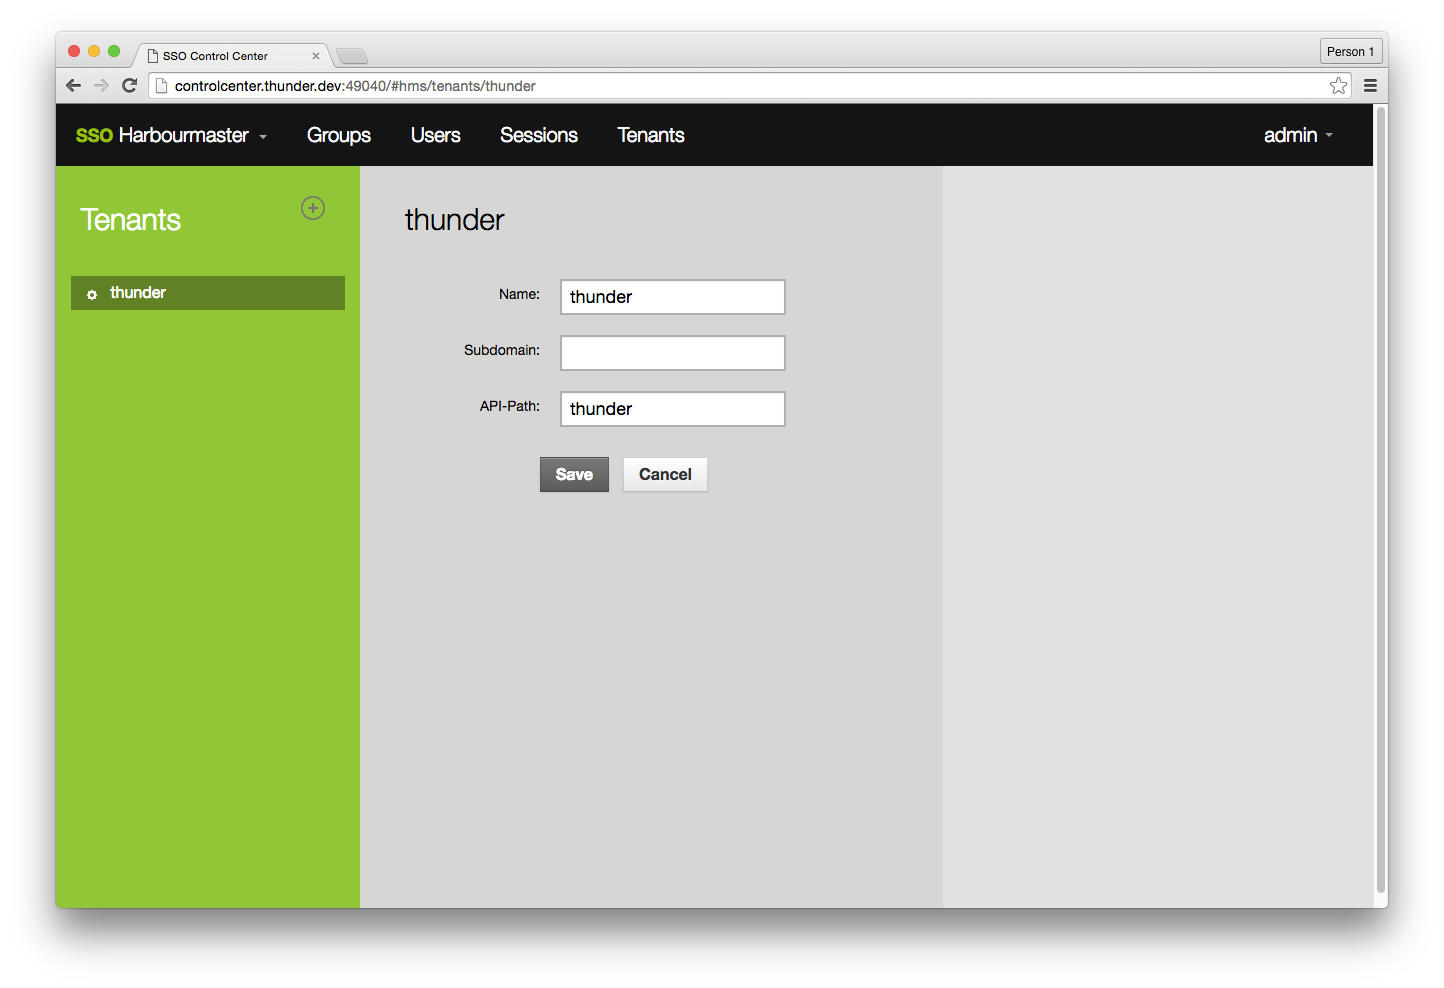 SSO Control Center
Person 1
controlcenter.thunder.dev:49040/#hms/tenants/thunder
SSO Harbourmaster Groups Users Sessions Tenants admin
Tenants
thunder
thunder
Name: thunder
Subdomain:
API-Path: thunder
Save Cancel